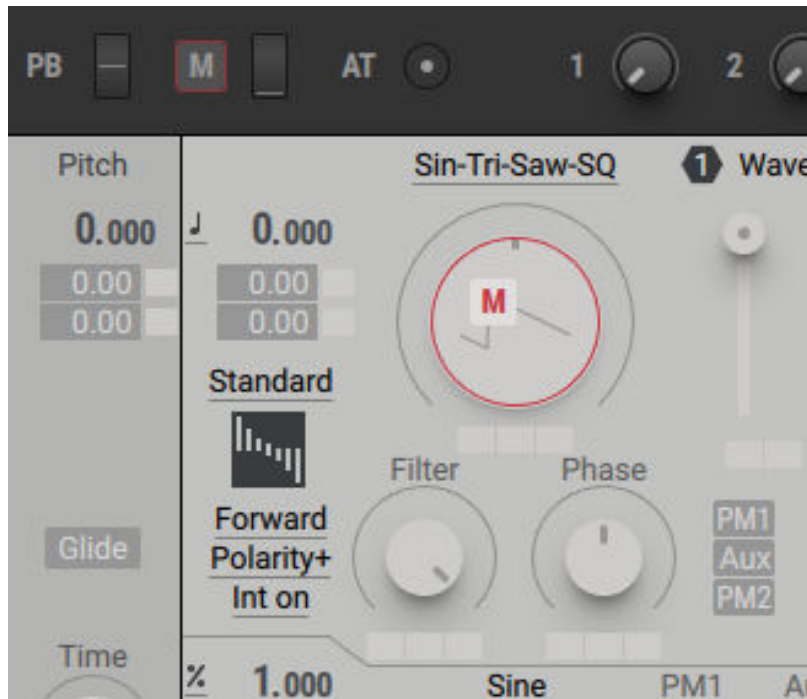 PB M AT 1 2
Pitch Sin-Tri-Saw-SQ 1 Wave
0.000 0.000
0.00 0.00
0.00 0.00
M
Standard
Filter Phase
Forward PM1
Glide Polarity+ Aux
Int on PM2
Time
% 1.000 Sine PM1